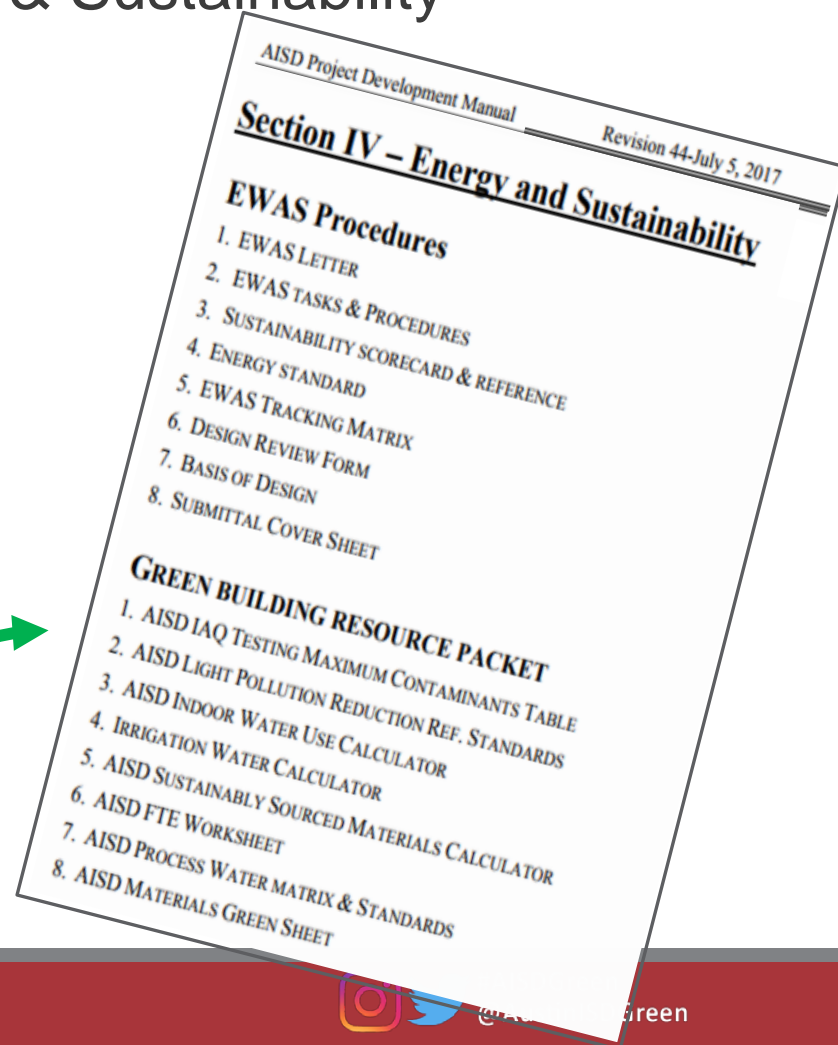 & Sustainability
AISD Project Development Manual
Revision 44-July 5, 2017
Section IV – Energy and Sustainability
EWAS Procedures
1. EWAS LETTER
2. EWAS TASKS & PROCEDURES
3. SUSTAINABILITY SCORECARD & REFERENCE
4. ENERGY STANDARD
5. EWAS TRACKING MATRIX
6. DESIGN REVIEW FORM
7. BASIS OF DESIGN
8. SUBMITTAL COVER SHEET
GREEN BUILDING RESOURCE PACKET
1. AISD IAQ TESTING MAXIMUM CONTAMINANTS TABLE
2. AISD LIGHT POLLUTION REDUCTION REF. STANDARDS
3. AISD INDOOR WATER USE CALCULATOR
4. IRRIGATION WATER CALCULATOR
5. AISD SUSTAINABLY SOURCED MATERIALS CALCULATOR
6. AISD FTE WORKSHEET
7. AISD PROCESS WATER MATRIX & STANDARDS
8. AISD MATERIALS GREEN SHEET